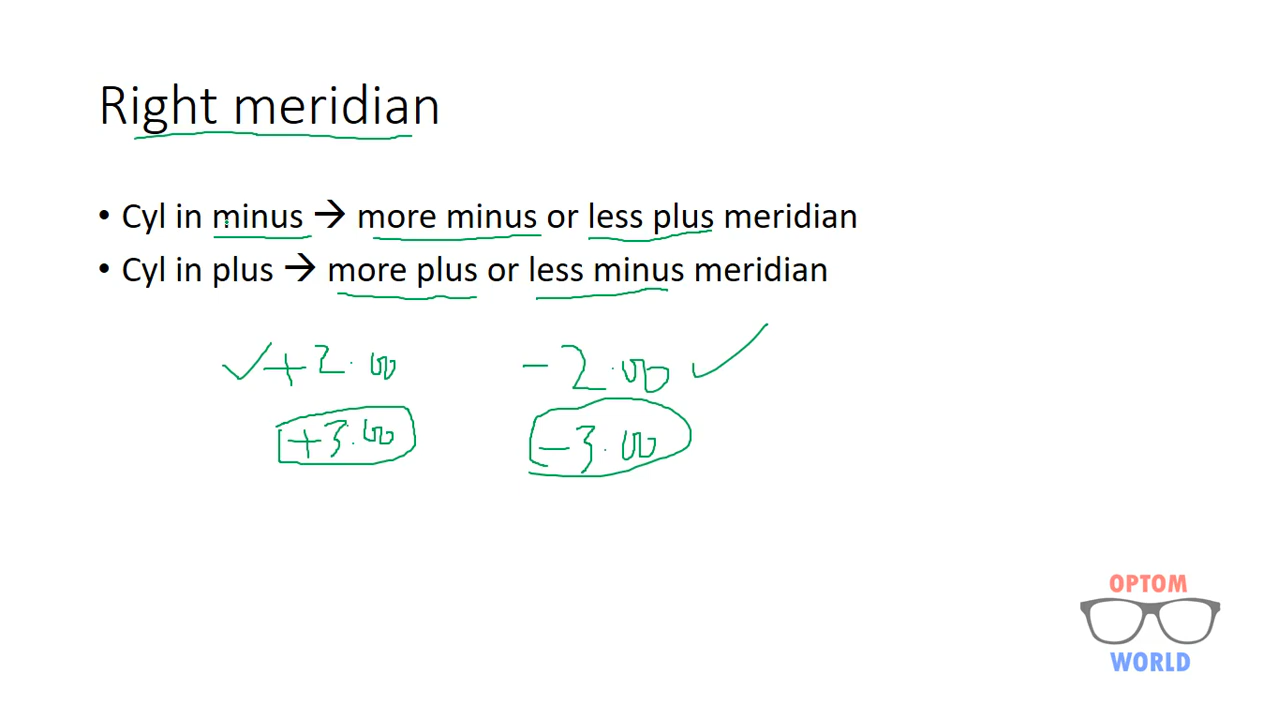 Right meridian
• Cyl in minus → more minus or less plus meridian
• Cyl in plus → more plus or less minus meridian
✓+2.00 -2.00 ✓
+3.00 -3.00
OPTOM
WORLD